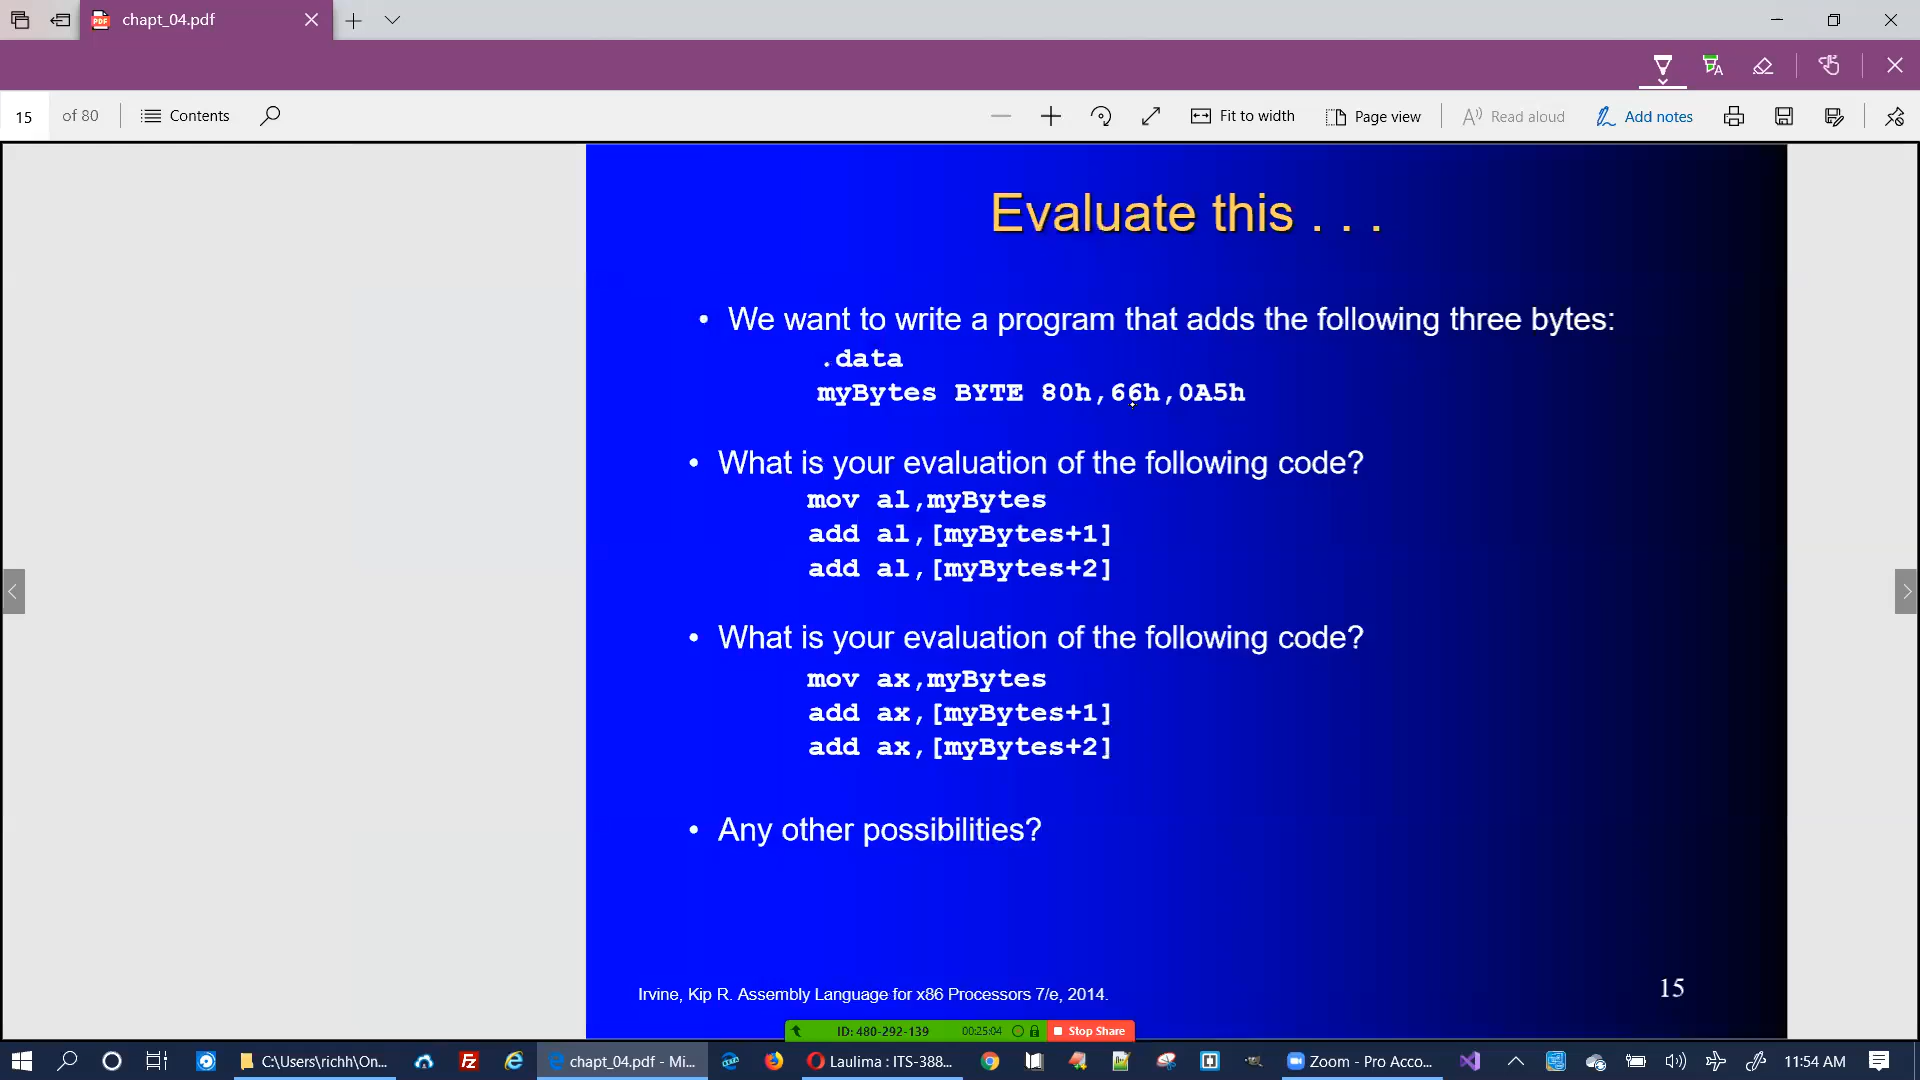 chapt_04.pdf
15 of 80 Contents Fit to width Page view Read aloud Add notes
Evaluate this . . .
• We want to write a program that adds the following three bytes:
.data
myBytes BYTE 80h,66h,0A5h
• What is your evaluation of the following code?
mov al,myBytes
add al,[myBytes+1]
add al,[myBytes+2]
• What is your evaluation of the following code?
mov ax,myBytes
add ax,[myBytes+1]
add ax,[myBytes+2]
• Any other possibilities?
Irvine, Kip R. Assembly Language for x86 Processors 7/e, 2014.
15
ID: 480-292-139 00:25:04 Stop Share
C:\Users\richh\On... chapt_04.pdf - Mi... Laulima : ITS-388... Zoom - Pro Acco... 11:54 AM